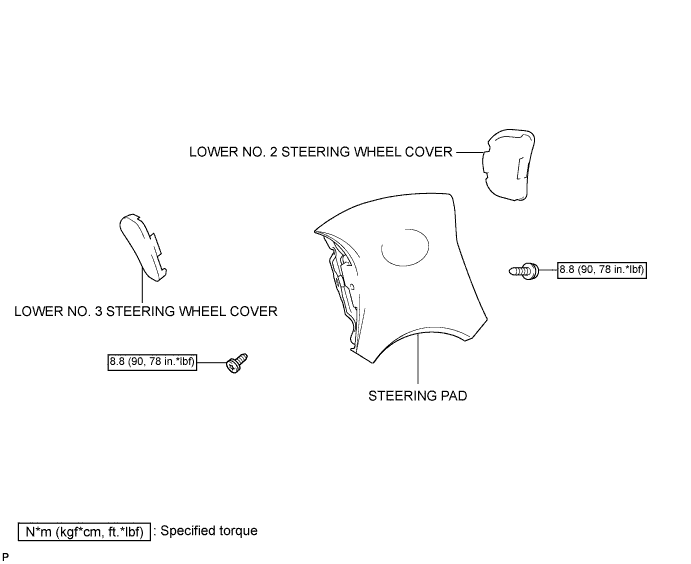 LOWER NO. 2 STEERING WHEEL COVER
8.8 (90, 78 in.*lbf)
LOWER NO. 3 STEERING WHEEL COVER
8.8 (90, 78 in.*lbf)
STEERING PAD
N*m (kgf*cm, ft.*lbf) : Specified torque
P